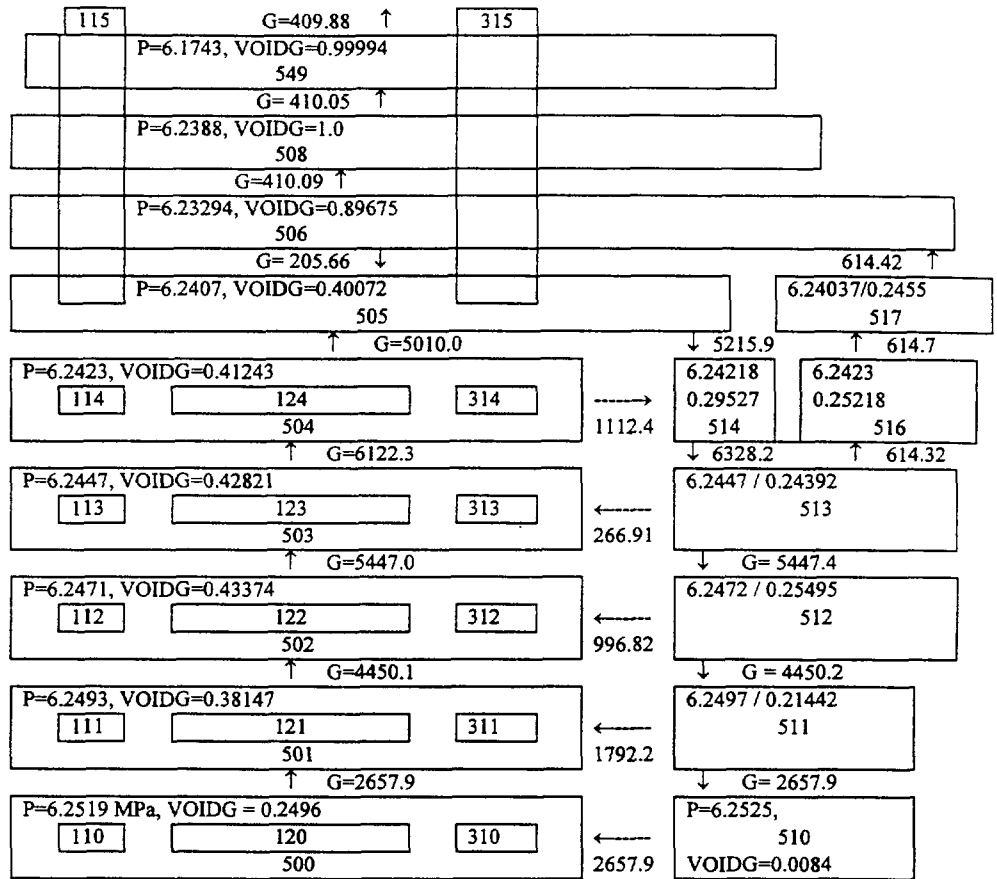 115 G=409.88 ↑ 315
P=6.1743, VOIDG=0.99994
549
G= 410.05 ↑
P=6.2388, VOIDG=1.0
508
G=410.09 ↑
P=6.23294, VOIDG=0.89675
506
G= 205.66 ↓ 614.42 ↑
P=6.2407, VOIDG=0.40072 6.24037/0.2455
505 517
↑ G=5010.0 ↓ 5215.9 ↑ 614.7
P=6.2423, VOIDG=0.41243 6.24218 6.2423
114 124 314 0.29527 0.25218
504 1112.4 514 516
↑ G=6122.3 ↓ 6328.2 ↑ 614.32
P=6.2447, VOIDG=0.42821 6.2447 / 0.24392
113 123 313 513
503 266.91
↑ G=5447.0 ↓ G= 5447.4
P=6.2471, VOIDG=0.43374 6.2472 / 0.25495
112 122 312 512
502 996.82
↑ G=4450.1 ↓ G = 4450.2
P=6.2493, VOIDG=0.38147 6.2497 / 0.21442
111 121 311 511
501 1792.2
↑ G=2657.9 ↓ G= 2657.9
P=6.2519 MPa, VOIDG = 0.2496 P=6.2525,
110 120 310 510
500 2657.9 VOIDG=0.0084